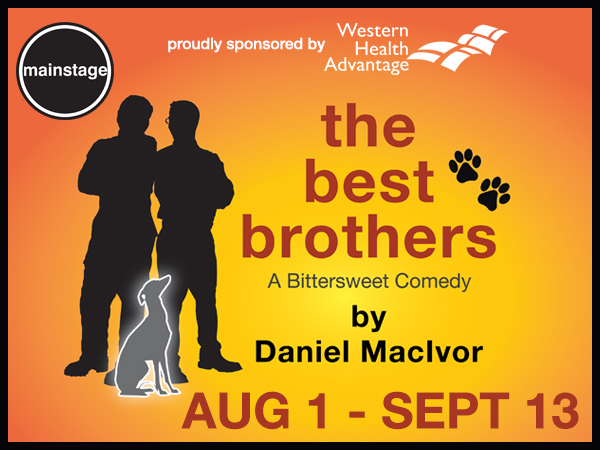 mainstage
proudly sponsored by
Western
Health
Advantage
the
best
brothers
A Bittersweet Comedy
by
Daniel MacIvor
AUG 1 - SEPT 13